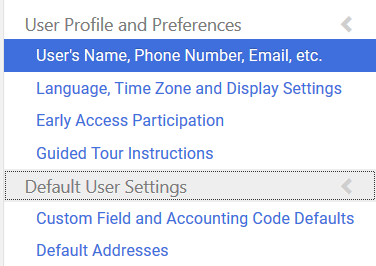 User Profile and Preferences
User's Name, Phone Number, Email, etc.
Language, Time Zone and Display Settings
Early Access Participation
Guided Tour Instructions
Default User Settings
Custom Field and Accounting Code Defaults
Default Addresses